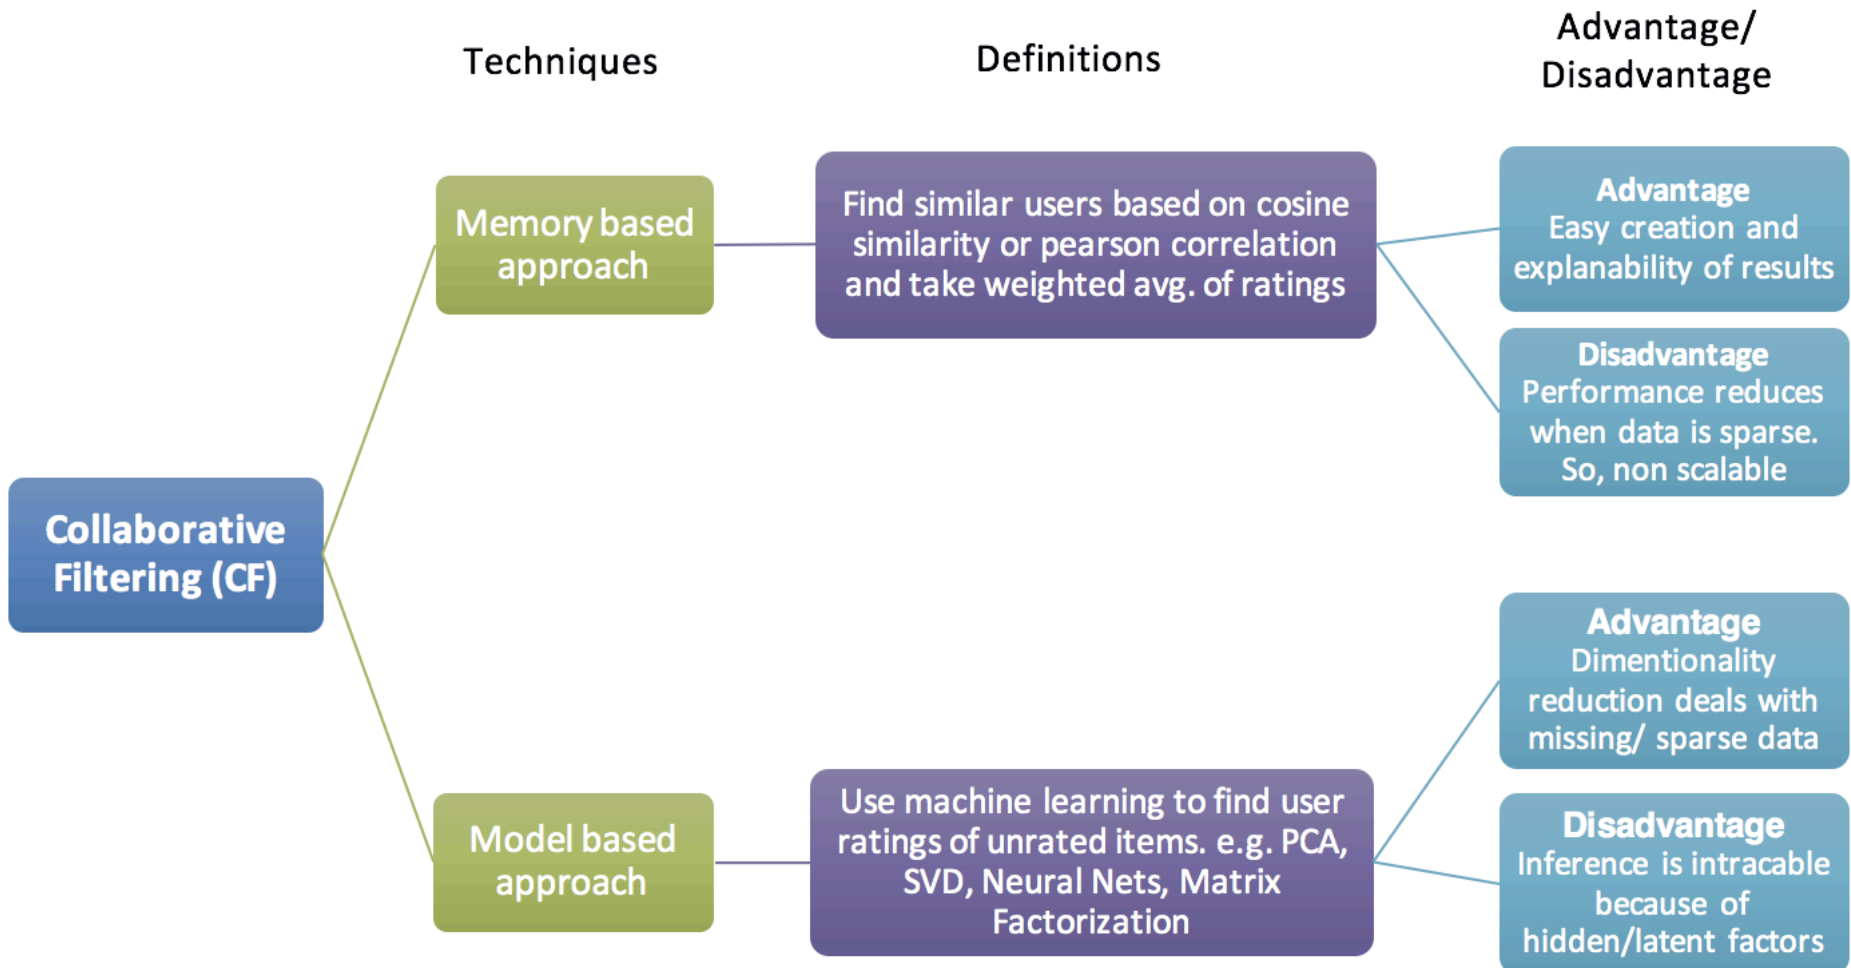 Techniques
Definitions
Advantage/
Disadvantage
Memory based
approach
Find similar users based on cosine
similarity or pearson correlation
and take weighted avg. of ratings
Advantage
Easy creation and
explanability of results
Disadvantage
Performance reduces
when data is sparse.
So, non scalable
Collaborative
Filtering (CF)
Model based
approach
Use machine learning to find user
ratings of unrated items. e.g. PCA,
SVD, Neural Nets, Matrix
Factorization
Advantage
Dimentionality
reduction deals with
missing/ sparse data
Disadvantage
Inference is intracable
because of
hidden/latent factors